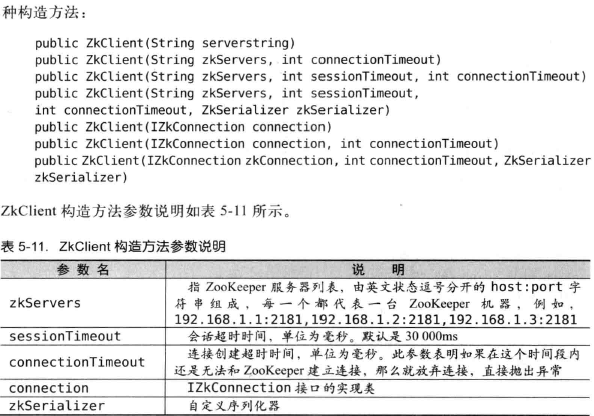 种构造方法：
public ZkClient(String serverstring)
public ZkClient(String zkServers, int connectionTimeout)
public ZkClient(String zkServers, int sessionTimeout, int connectionTimeout)
public ZkClient(String zkServers, int sessionTimeout,
int connectionTimeout, ZkSerializer zkSerializer)
public ZkClient(IZkConnection connection)
public ZkClient(IZkConnection connection, int connectionTimeout)
public ZkClient(IZkConnection zkConnection, int connectionTimeout, ZkSerializer
zkSerializer)
ZkClient 构造方法参数说明如表 5-11 所示。
表 5-11. ZkClient 构造方法参数说明
参 数 名 说 明
zkServers 指 ZooKeeper 服务器列表，由英文状态逗号分开的 host:port 字
符串组成，每一个都代表一台 ZooKeeper 机器，例如，
192.168.1.1:2181,192.168.1.2:2181,192.168.1.3:2181
sessionTimeout 会话超时时间，单位为毫秒。默认是 30 000ms
connectionTimeout 连接创建超时时间，单位为毫秒。此参数表明如果在这个时间段内
还是无法和 ZooKeeper 建立连接，那么就放弃连接，直接抛出异常
connection IZkConnection 接口的实现类
zkSerializer 自定义序列化器